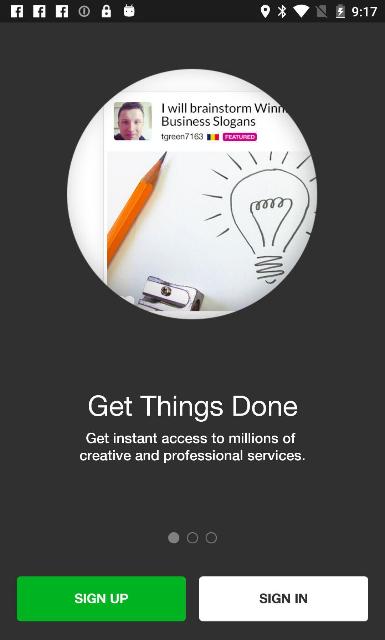 9:17
I will brainstorm Winn
Business Slogans
tgreen7163 FEATURED
Get Things Done
Get instant access to millions of
creative and professional services.
SIGN UP SIGN IN